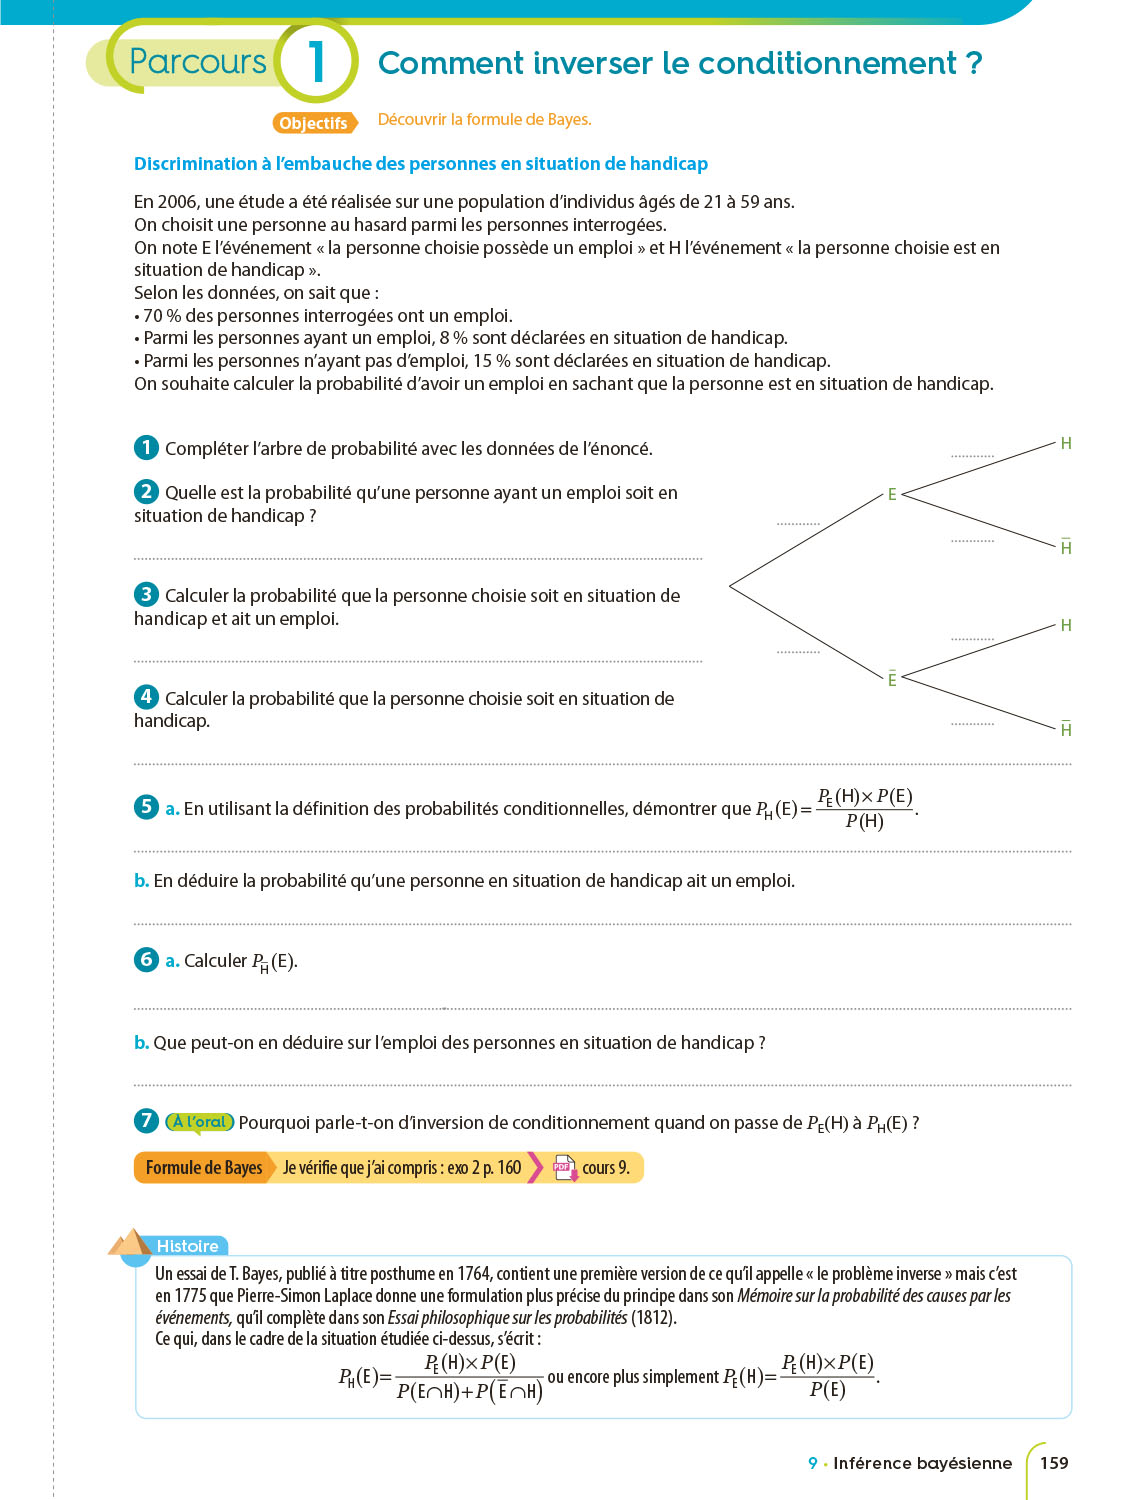 Parcours 1 Comment inverser le conditionnement ?
Objectifs Découvrir la formule de Bayes.
Discrimination à l’embauche des personnes en situation de handicap
En 2006, une étude a été réalisée sur une population d’individus âgés de 21 à 59 ans.
On choisit une personne au hasard parmi les personnes interrogées.
On note E l’événement « la personne choisie possède un emploi » et H l’événement « la personne choisie est en
situation de handicap ».
Selon les données, on sait que :
• 70 % des personnes interrogées ont un emploi.
• Parmi les personnes ayant un emploi, 8 % sont déclarées en situation de handicap.
• Parmi les personnes n’ayant pas d’emploi, 15 % sont déclarées en situation de handicap.
On souhaite calculer la probabilité d’avoir un emploi en sachant que la personne est en situation de handicap.
1 Compléter l’arbre de probabilité avec les données de l’énoncé.
2 Quelle est la probabilité qu’une personne ayant un emploi soit en
situation de handicap ?
3 Calculer la probabilité que la personne choisie soit en situation de
handicap et ait un emploi.
4 Calculer la probabilité que la personne choisie soit en situation de
handicap.
H
E
H̅
H
E̅
H̅
5 a. En utilisant la définition des probabilités conditionnelles, démontrer que P_H(E) = P_E(H) × P(E) / P(H).
b. En déduire la probabilité qu’une personne en situation de handicap ait un emploi.
6 a. Calculer P_H̅(E).
b. Que peut-on en déduire sur l’emploi des personnes en situation de handicap ?
7 À l’oral Pourquoi parle-t-on d’inversion de conditionnement quand on passe de P_E(H) à P_H(E) ?
Formule de Bayes Je vérifie que j’ai compris : exo 2 p. 160 PDF cours 9.
Histoire
Un essai de T. Bayes, publié à titre posthume en 1764, contient une première version de ce qu’il appelle « le problème inverse » mais c’est
en 1775 que Pierre-Simon Laplace donne une formulation plus précise du principe dans son Mémoire sur la probabilité des causes par les
événements, qu’il complète dans son Essai philosophique sur les probabilités (1812).
Ce qui, dans le cadre de la situation étudiée ci-dessus, s’écrit :
P_H(E) = P_E(H) × P(E) / P(E∩H) + P(E̅∩H) ou encore plus simplement P_E(H) = P_E(H) × P(E) / P(E).
9 • Inférence bayésienne 159